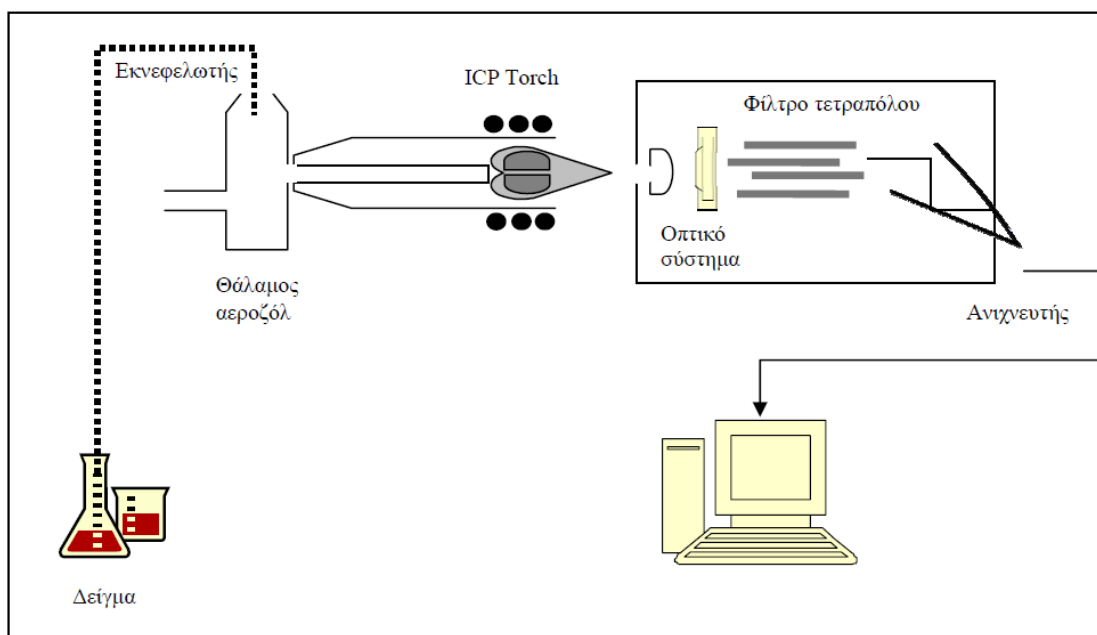 Εκνεφελωτής
ICP Torch
Φίλτρο τετραπόλου
Οπτικό
σύστημα
Θάλαμος
αεροζόλ
Ανιχνευτής
Δείγμα